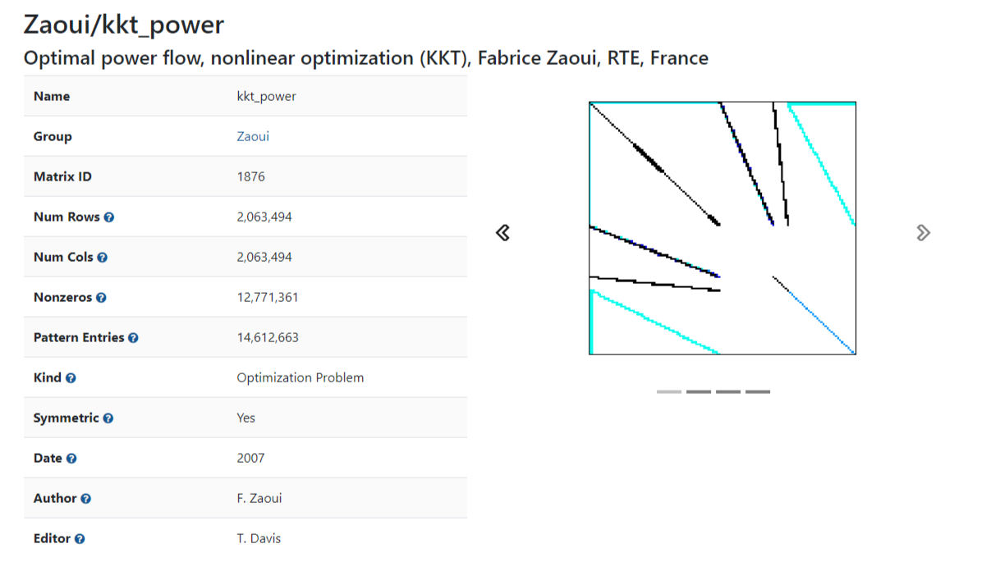 Zaoui/kkt_power
Optimal power flow, nonlinear optimization (KKT), Fabrice Zaoui, RTE, France
Name kkt_power
Group Zaoui
Matrix ID 1876
Num Rows 2,063,494
Num Cols 2,063,494
Nonzeros 12,771,361
Pattern Entries 14,612,663
Kind Optimization Problem
Symmetric Yes
Date 2007
Author F. Zaoui
Editor T. Davis